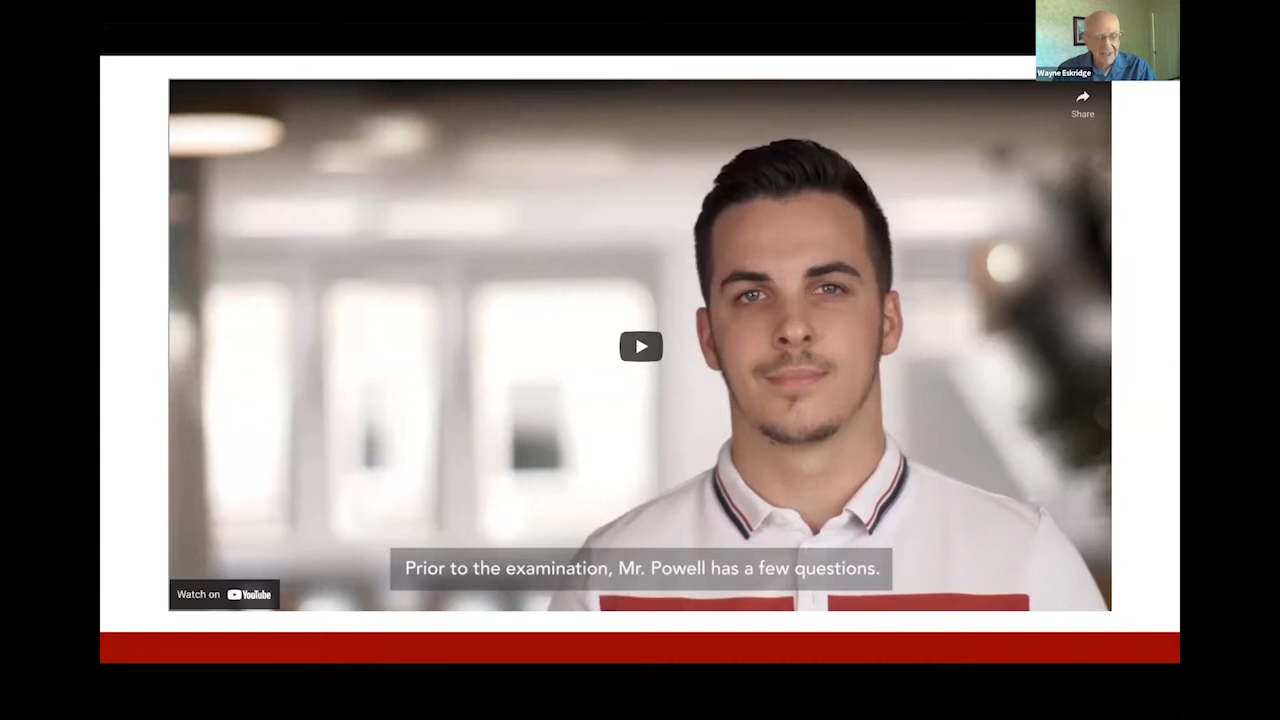 Wayne Eskridge
Share
Prior to the examination, Mr. Powell has a few questions.
Watch on YouTube